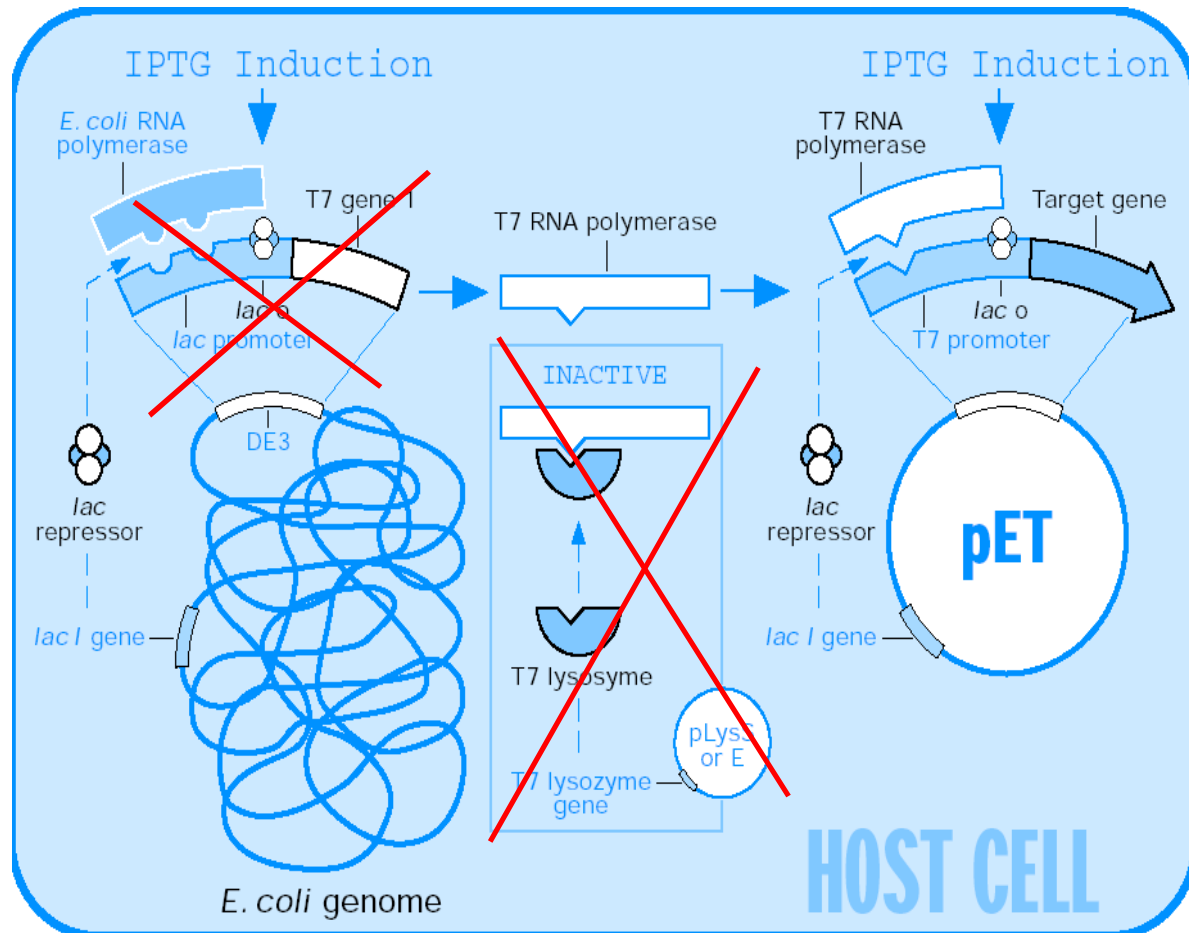 IPTG Induction
E. coli RNA
polymerase
T7 gene 1
lac o
lac promoter
DE3
lac
repressor
lac I gene
E. coli genome
T7 RNA polymerase
INACTIVE
T7 lysosyme
pLysS
or E
T7 lysozyme
gene
IPTG Induction
T7 RNA
polymerase
Target gene
lac o
T7 promoter
lac
repressor
pET
lac I gene
HOST CELL